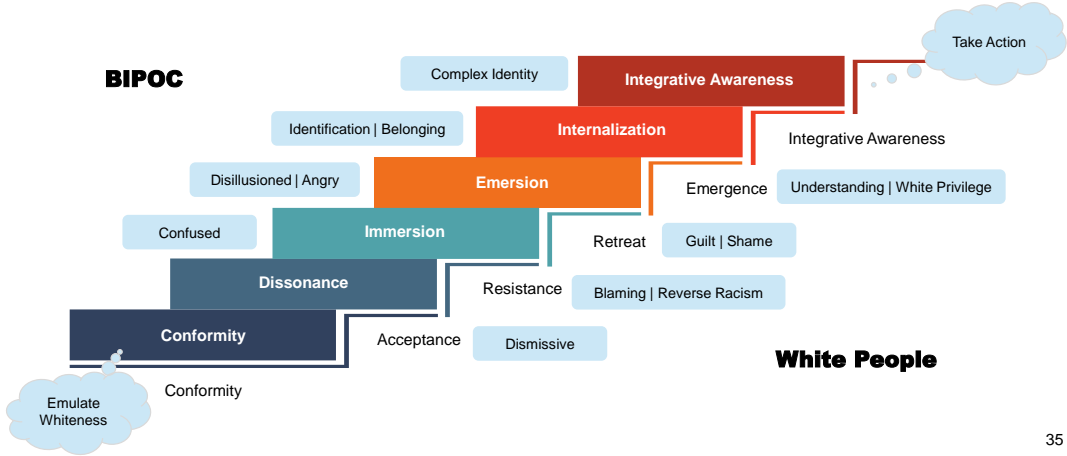 Take Action
BIPOC
Complex Identity
Integrative Awareness
Identification | Belonging
Internalization
Integrative Awareness
Disillusioned | Angry
Emersion
Emergence
Understanding | White Privilege
Confused
Immersion
Retreat
Guilt | Shame
Dissonance
Resistance
Blaming | Reverse Racism
Conformity
Acceptance
Dismissive
White People
Conformity
Emulate
Whiteness
35